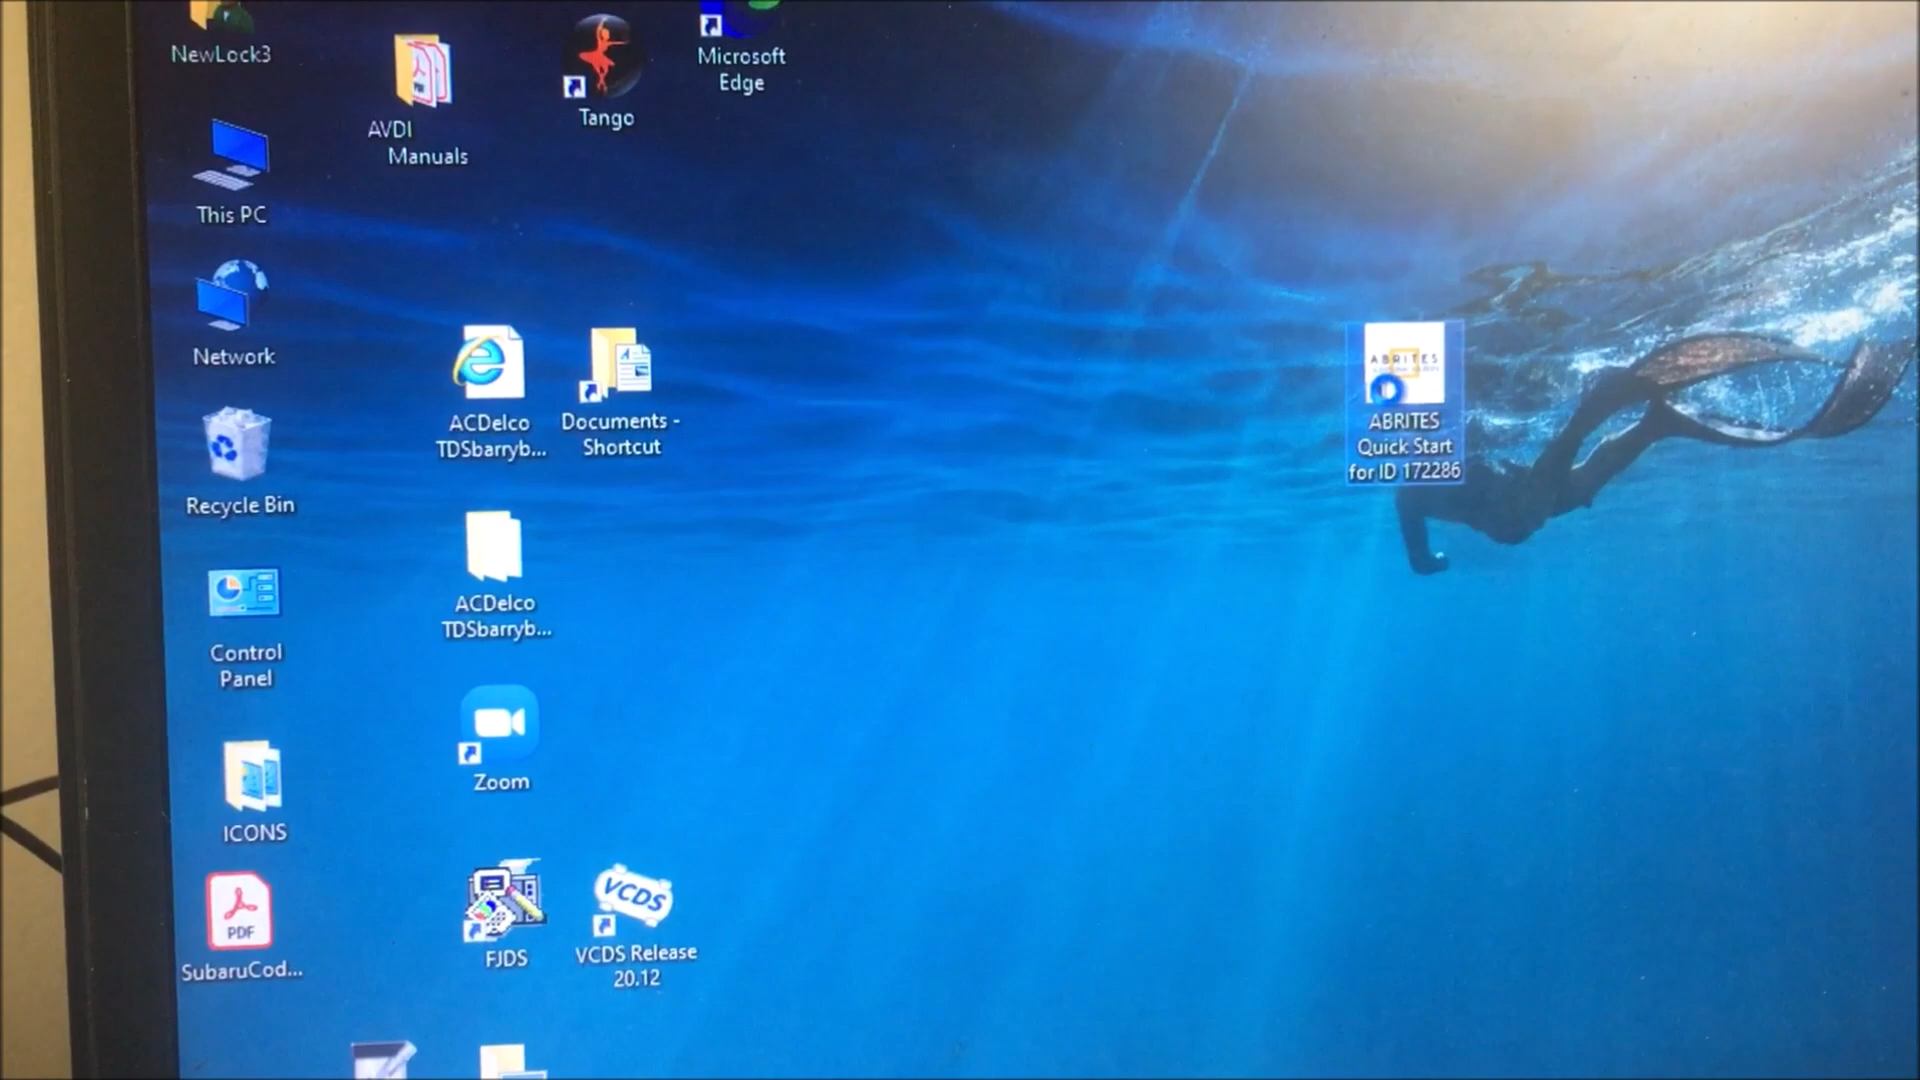 NewLock3
AVDI
Manuals
Tango
Microsoft
Edge
This PC
Network
ACDelco
TDSbarryb...
Documents -
Shortcut
ABRITES
ABRITES
Quick Start
for ID 172286
Recycle Bin
ACDelco
TDSbarryb...
Control
Panel
Zoom
ICONS
PDF
SubaruCod...
FJDS
VCDS
VCDS Release
20.12